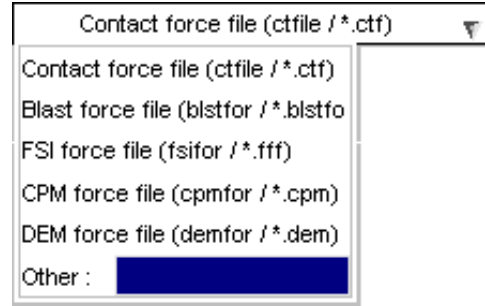 Contact force file (ctfile / *.ctf)
Contact force file (ctfile / *.ctf)
Blast force file (blstfor / *.blstfo
FSI force file (fsifor / *.fff)
CPM force file (cpmfor / *.cpm)
DEM force file (demfor / *.dem)
Other :